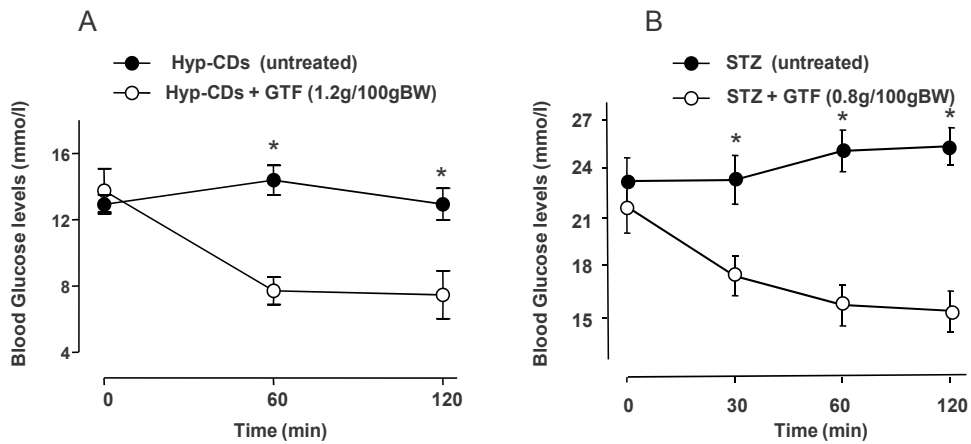 A
Hyp-CDs (untreated)
Hyp-CDs + GTF (1.2g/100gBW)
Blood Glucose levels (mmo/l)
16
12
8
4
*
*
0
60
120
Time (min)
B
STZ (untreated)
STZ + GTF (0.8g/100gBW)
Blood Glucose levels (mmo/l)
27
24
21
18
15
*
*
*
0
30
60
120
Time (min)